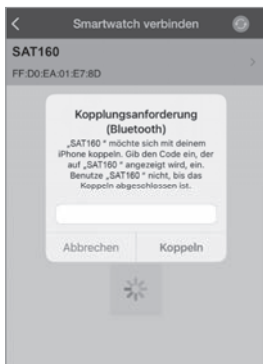 Smartwatch verbinden
SAT160
FF:D0:EA:01:E7:8D
Kopplungsanforderung
(Bluetooth)
„SAT160 “ möchte sich mit deinem
iPhone koppeln. Gib den Code ein, der
auf „SAT160 “ angezeigt wird, ein.
Benutze „SAT160 “ nicht, bis das
Koppeln abgeschlossen ist.
Abbrechen Koppeln